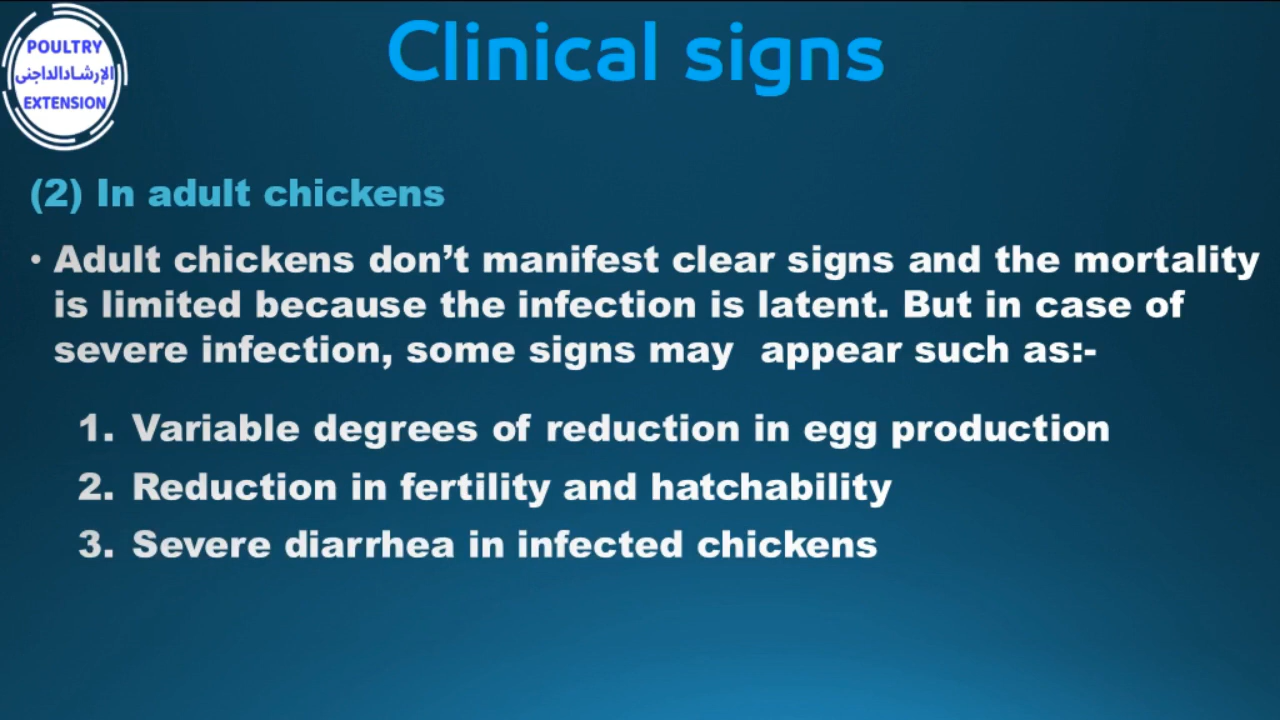 POULTRY
الإرشادالداجنى
EXTENSION
Clinical signs
(2) In adult chickens
• Adult chickens don’t manifest clear signs and the mortality
is limited because the infection is latent. But in case of
severe infection, some signs may appear such as:-
1. Variable degrees of reduction in egg production
2. Reduction in fertility and hatchability
3. Severe diarrhea in infected chickens